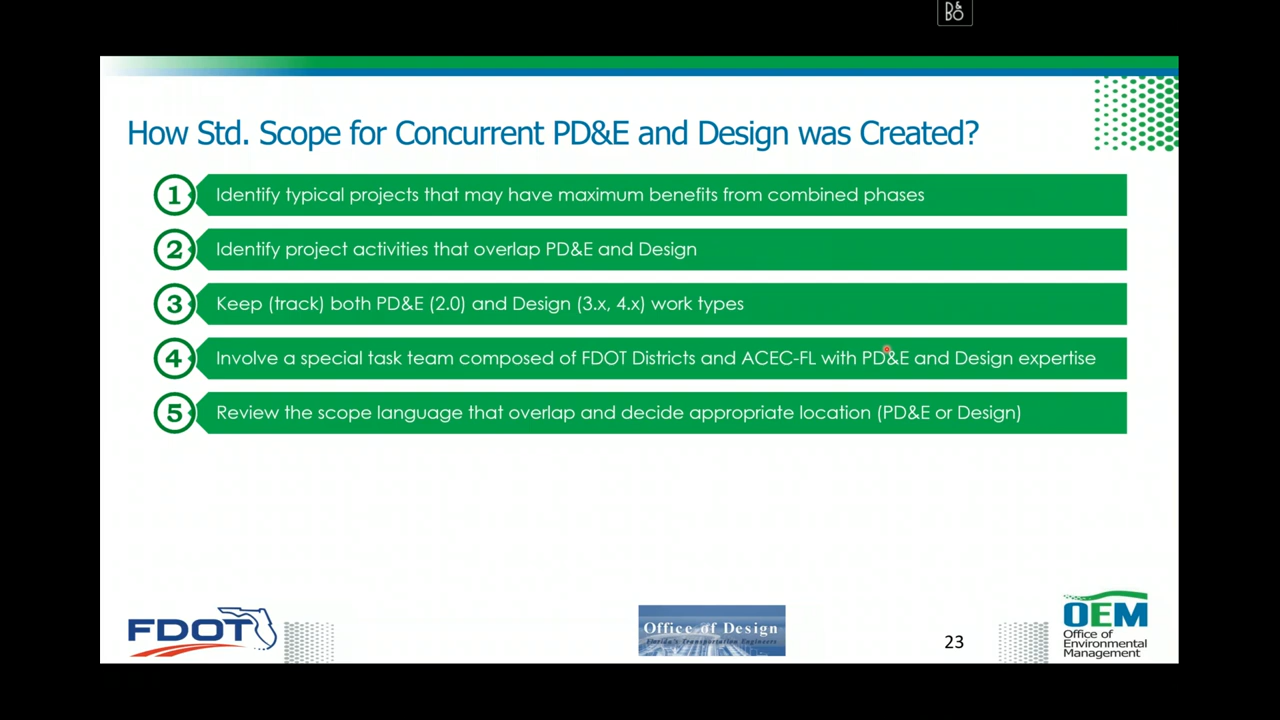 B&O
How Std. Scope for Concurrent PD&E and Design was Created?
1 Identify typical projects that may have maximum benefits from combined phases
2 Identify project activities that overlap PD&E and Design
3 Keep (track) both PD&E (2.0) and Design (3.x, 4.x) work types
4 Involve a special task team composed of FDOT Districts and ACEC-FL with PD&E and Design expertise
5 Review the scope language that overlap and decide appropriate location (PD&E or Design)
FDOT
Office of Design
Florida's Transportation Engineers
23
OEM
Office of
Environmental
Management